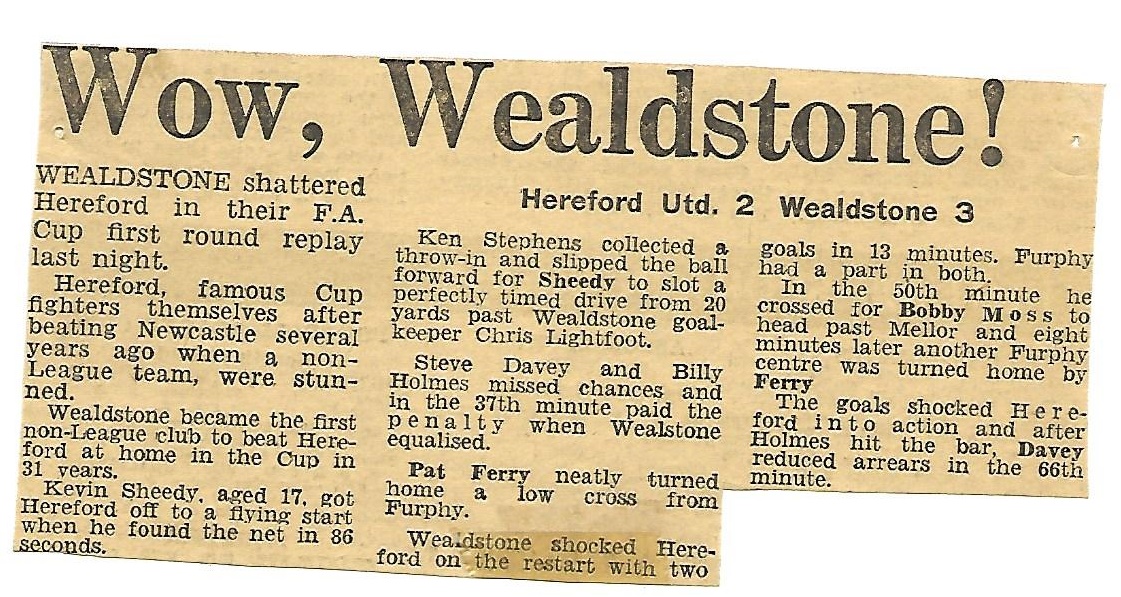 Wow, Wealdstone!
WEALDSTONE shattered
Hereford in their F.A.
Cup first round replay
last night.
Hereford, famous Cup
fighters themselves after
beating Newcastle several
years ago when a non-
League team, were stun-
ned.
Wealdstone became the first
non-League club to beat Here-
ford at home in the Cup in
31 years.
Kevin Sheedy, aged 17, got
Hereford off to a flying start
when he found the net in 86
seconds.
Hereford Utd. 2 Wealdstone 3
Ken Stephens collected a
throw-in and slipped the ball
forward for Sheedy to slot a
perfectly timed drive from 20
yards past Wealdstone goal-
keeper Chris Lightfoot.
Steve Davey and Billy
Holmes missed chances and
in the 37th minute paid the
penalty when Wealstone
equalised.
Pat Ferry neatly turned
home a low cross from
Furphy.
Wealdstone shocked Here-
ford on the restart with two
goals in 13 minutes. Furphy
had a part in both.
In the 50th minute he
crossed for Bobby Moss to
head past Mellor and eight
minutes later another Furphy
centre was turned home by
Ferry
The goals shocked Here-
ford into action and after
Holmes hit the bar, Davey
reduced arrears in the 66th
minute.